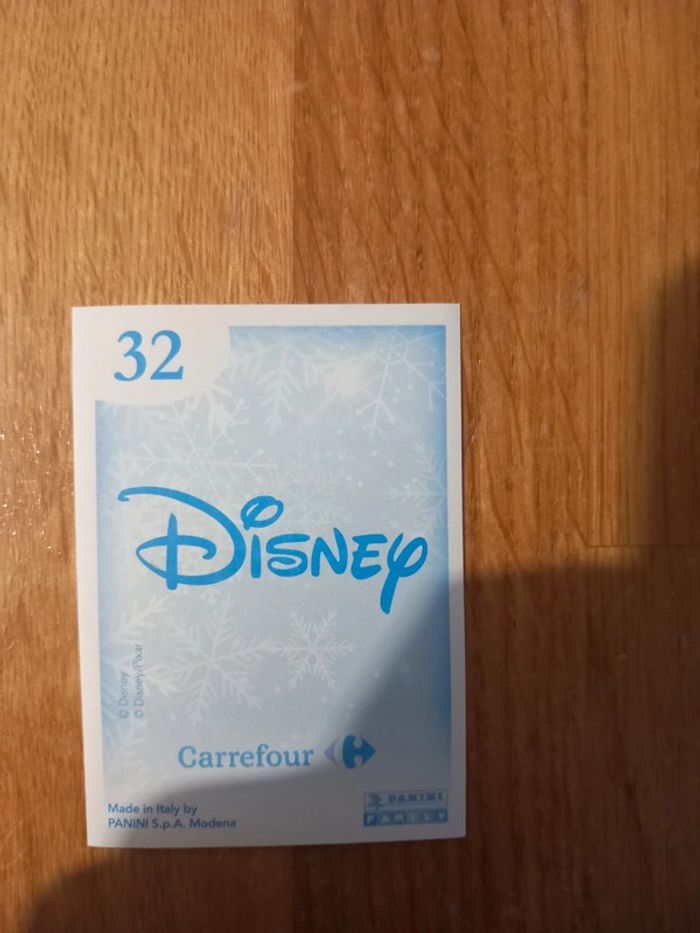 32
Disney
© Disney
© Disney/Pixar
Carrefour
Made in Italy by
PANINI S.p.A. Modena
PANINI
FAMILY